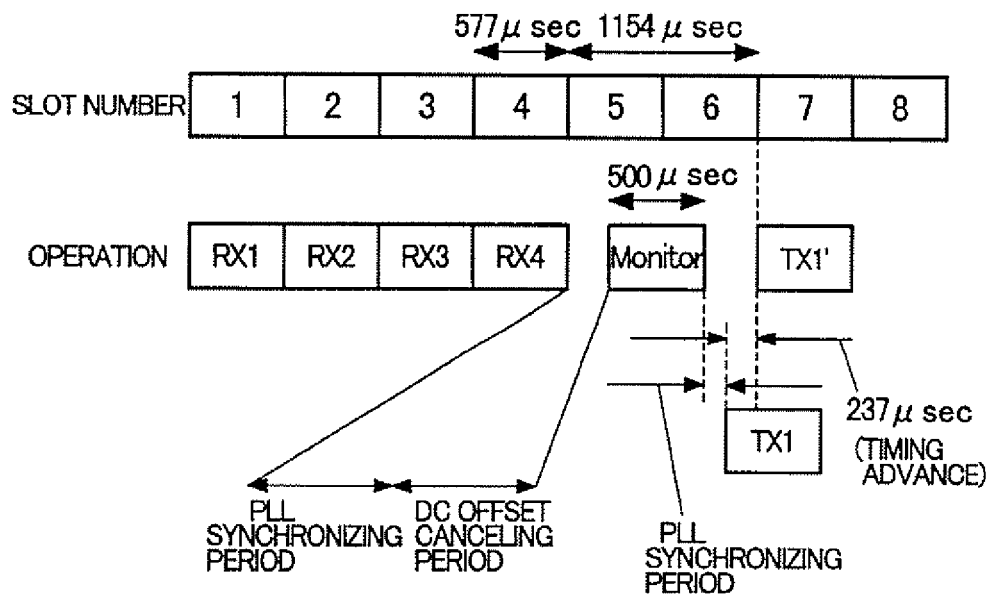 577μ sec 1154μ sec
SLOT NUMBER 1 2 3 4 5 6 7 8
500μ sec
OPERATION RX1 RX2 RX3 RX4 Monitor TX1'
237μ sec
(TIMING
ADVANCE)
TX1
PLL
SYNCHRONIZING
PERIOD
DC OFFSET
CANCELING
PERIOD
PLL
SYNCHRONIZING
PERIOD